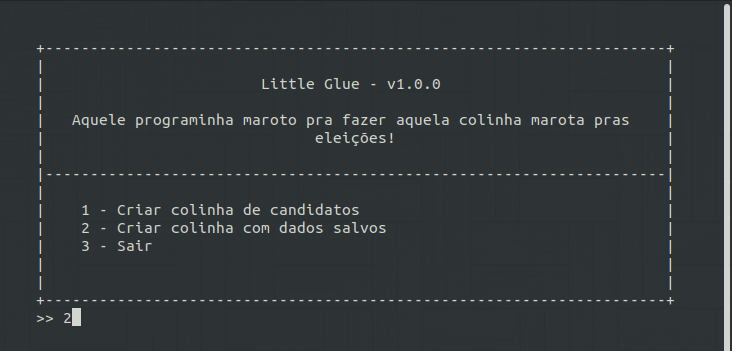 Little Glue - v1.0.0
Aquele programinha maroto pra fazer aquela colinha marota pras
eleições!
1 - Criar colinha de candidatos
2 - Criar colinha com dados salvos
3 - Sair
>> 2